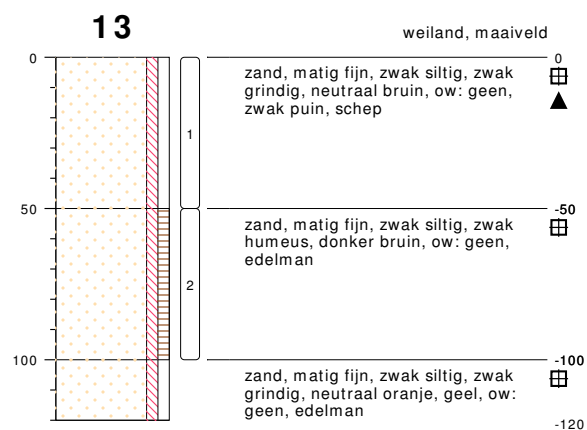 13
weiland, maaiveld
0
0
zand, matig fijn, zwak siltig, zwak
grindig, neutraal bruin, ow: geen,
zwak puin, schep
1
50
-50
zand, matig fijn, zwak siltig, zwak
humeus, donker bruin, ow: geen,
edelman
2
100
-100
zand, matig fijn, zwak siltig, zwak
grindig, neutraal oranje, geel, ow:
geen, edelman
-120